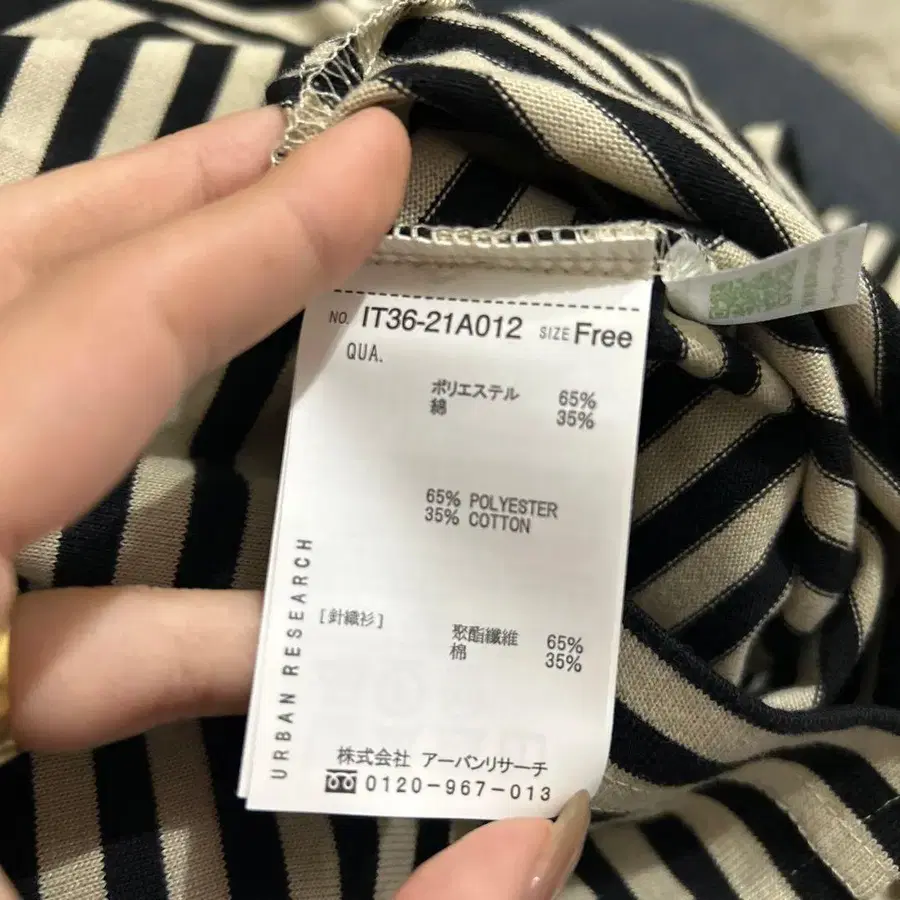 NO. IT36-21A012 SIZE Free
QUA.
ポリエステル 65%
綿 35%
65% POLYESTER
35% COTTON
[針織衫]
聚酯纖維 65%
棉 35%
URBAN RESEARCH
株式会社 アーバンリサーチ
0120-967-013